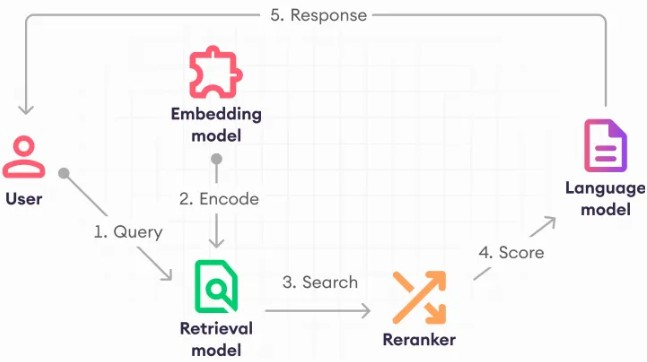 5. Response
Embedding
model
User
Language
model
2. Encode
1. Query
4. Score
3. Search
Retrieval
model
Reranker